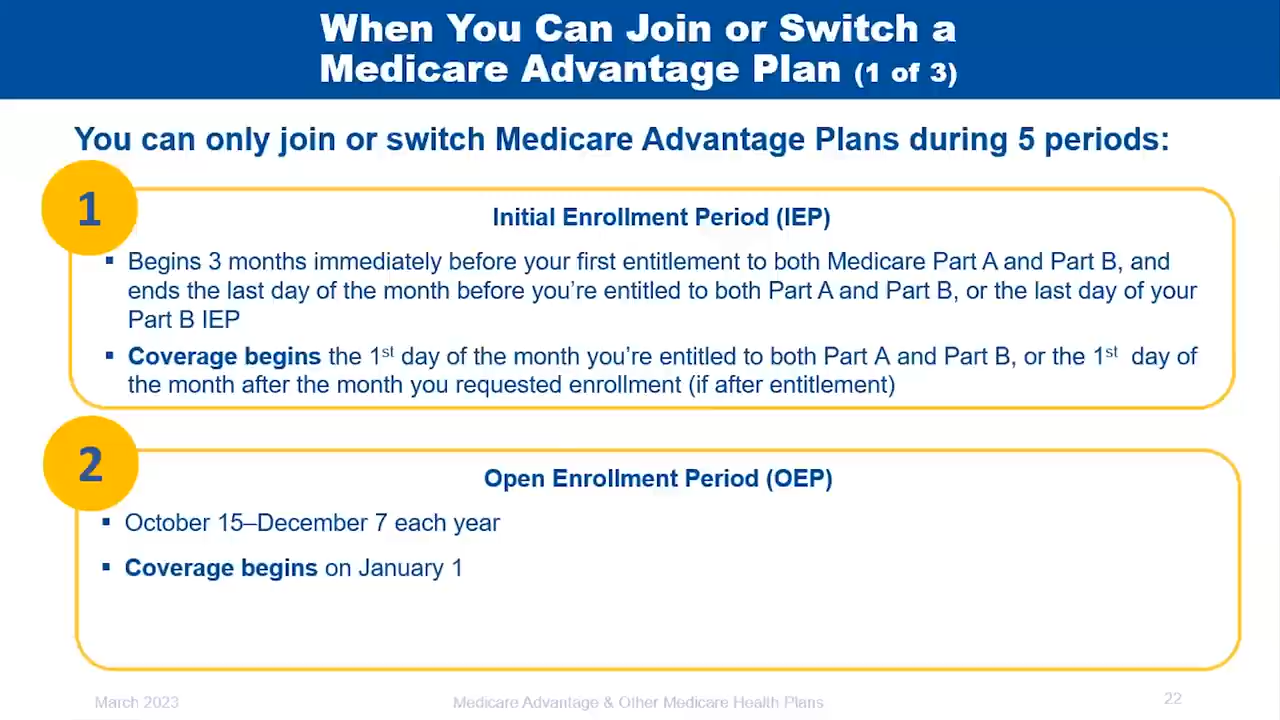 When You Can Join or Switch a
Medicare Advantage Plan (1 of 3)
You can only join or switch Medicare Advantage Plans during 5 periods:
1
Initial Enrollment Period (IEP)
▪ Begins 3 months immediately before your first entitlement to both Medicare Part A and Part B, and
ends the last day of the month before you’re entitled to both Part A and Part B, or the last day of your
Part B IEP
▪ Coverage begins the 1st day of the month you’re entitled to both Part A and Part B, or the 1st day of
the month after the month you requested enrollment (if after entitlement)
2
Open Enrollment Period (OEP)
▪ October 15–December 7 each year
▪ Coverage begins on January 1
March 2023
Medicare Advantage & Other Medicare Health Plans
22